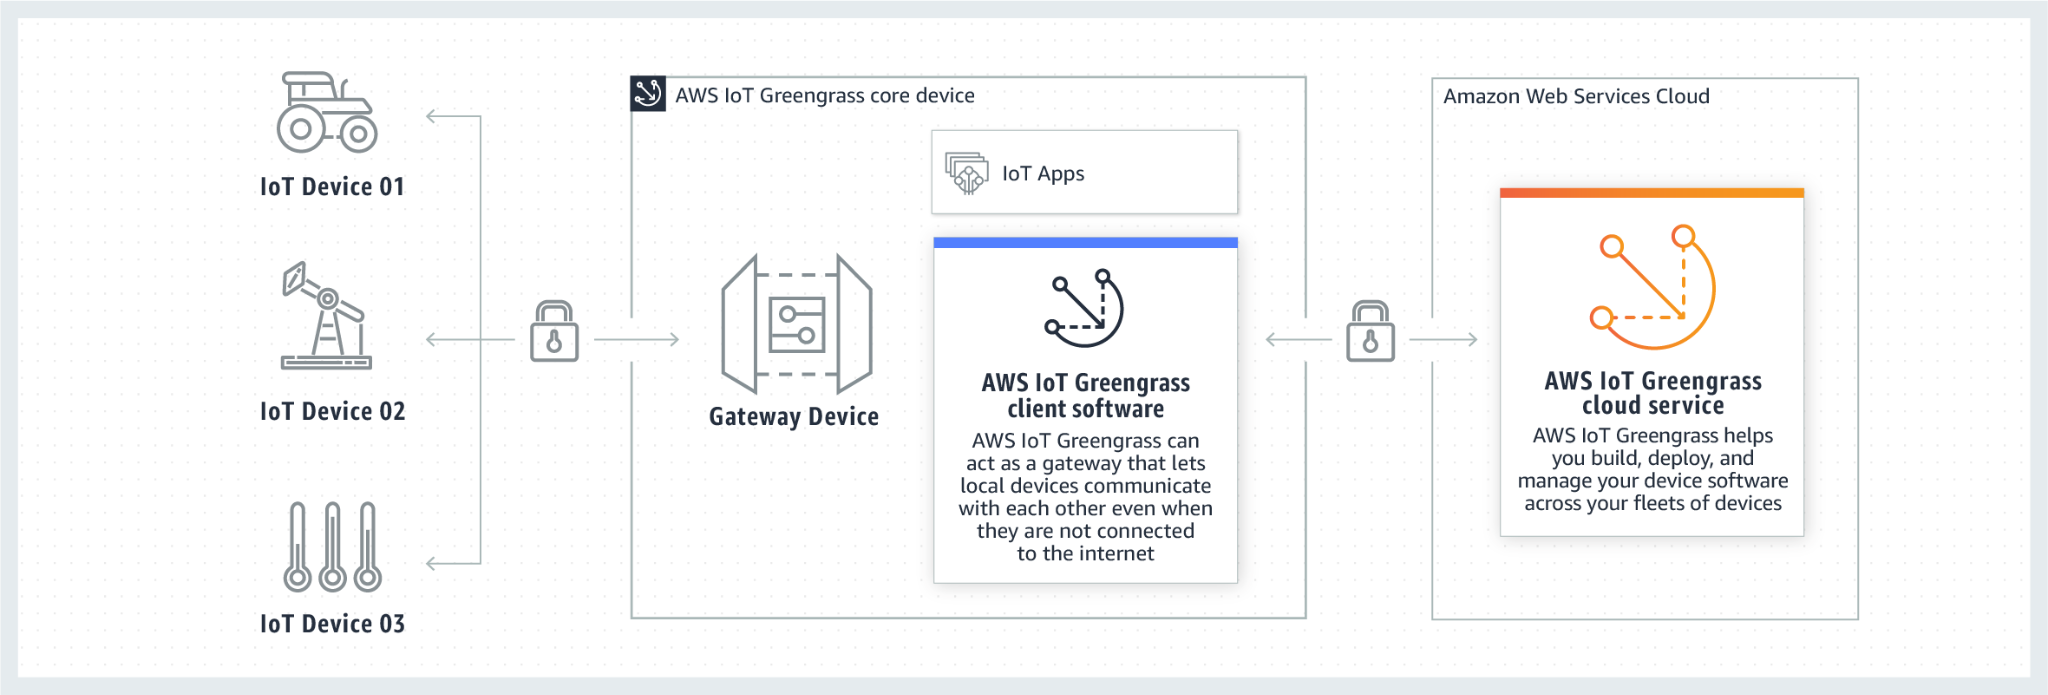 IoT Device 01
IoT Device 02
IoT Device 03
AWS IoT Greengrass core device
Gateway Device
IoT Apps
AWS IoT Greengrass
client software
AWS IoT Greengrass can
act as a gateway that lets
local devices communicate
with each other even when
they are not connected
to the internet
Amazon Web Services Cloud
AWS IoT Greengrass
cloud service
AWS IoT Greengrass helps
you build, deploy, and
manage your device software
across your fleets of devices